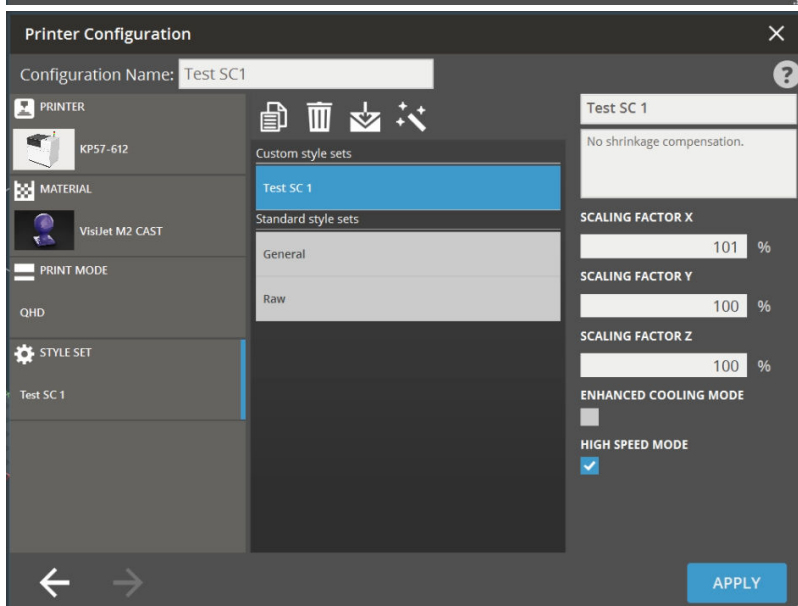 Printer Configuration
Configuration Name: Test SC1
PRINTER
KP57-612
MATERIAL
VisiJet M2 CAST
PRINT MODE
QHD
STYLE SET
Test SC 1
Custom style sets
Test SC 1
Standard style sets
General
Raw
Test SC 1
No shrinkage compensation.
SCALING FACTOR X
101 %
SCALING FACTOR Y
100 %
SCALING FACTOR Z
100 %
ENHANCED COOLING MODE
HIGH SPEED MODE
APPLY